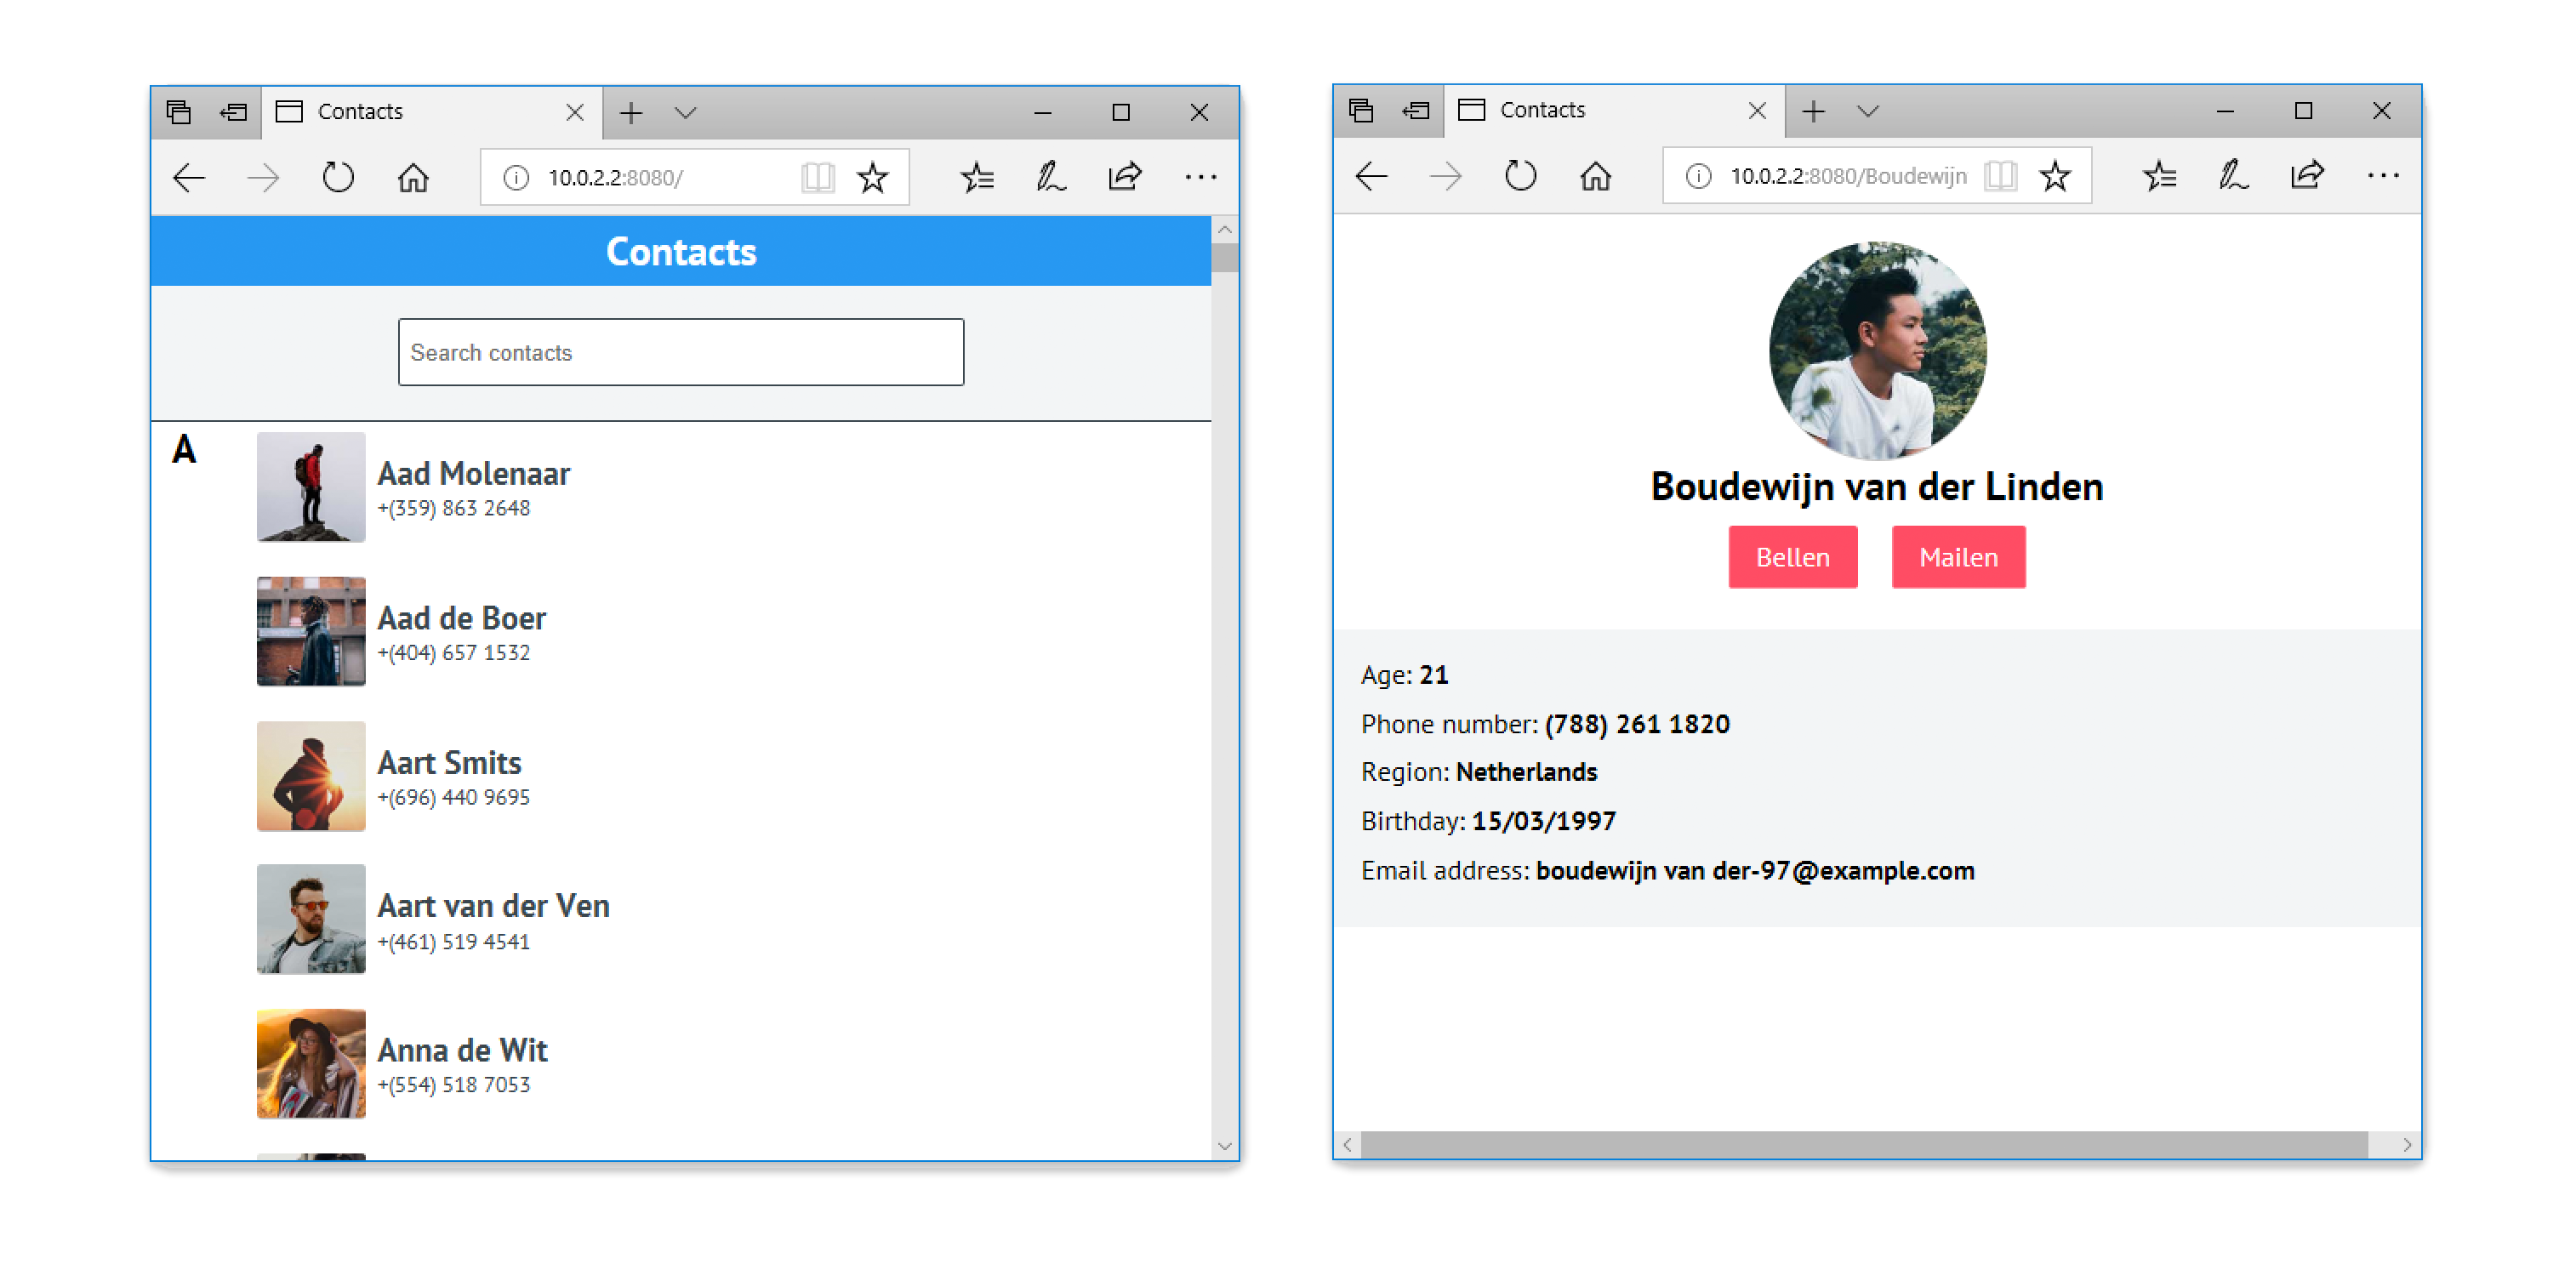 Contacts
10.0.2.2:8080/
Contacts
Search contacts
A
Aad Molenaar
+(359) 863 2648
Aad de Boer
+(404) 657 1532
Aart Smits
+(696) 440 9695
Aart van der Ven
+(461) 519 4541
Anna de Wit
+(554) 518 7053
Contacts
10.0.2.2:8080/Boudewijn
Boudewijn van der Linden
Bellen Mailen
Age: 21
Phone number: (788) 261 1820
Region: Netherlands
Birthday: 15/03/1997
Email address: boudewijn van der-97@example.com